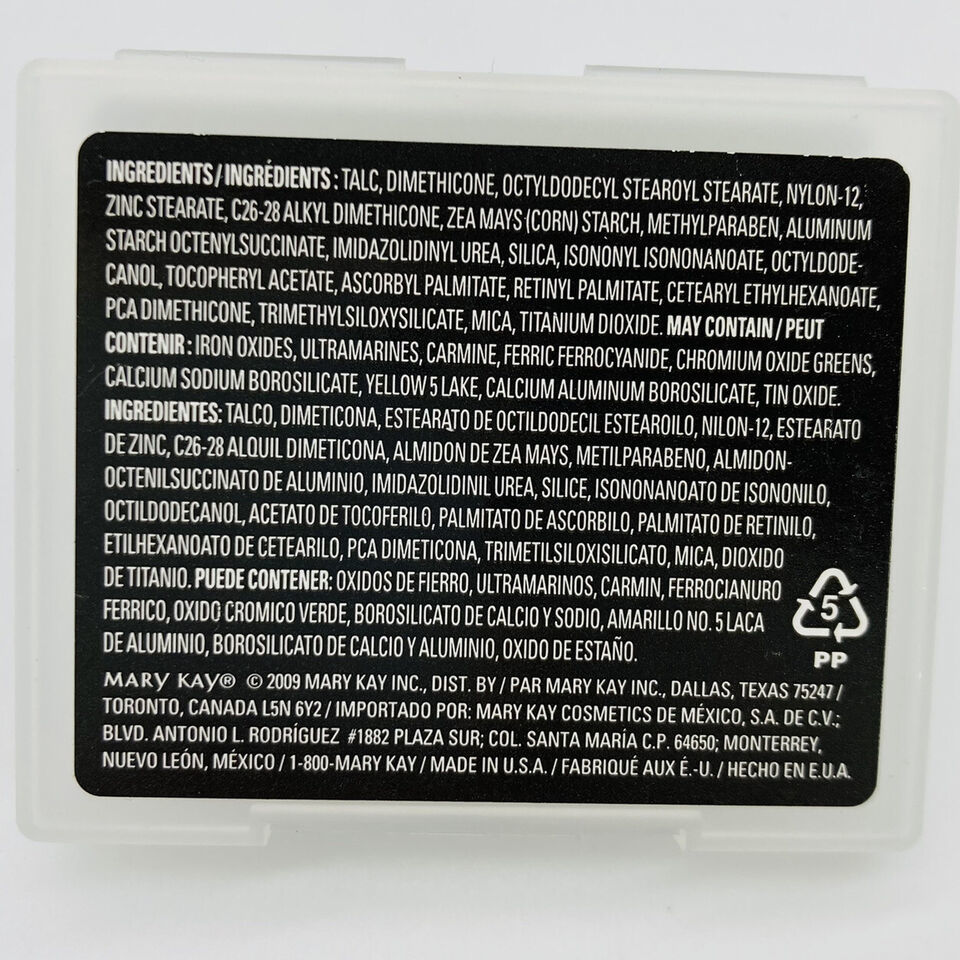 INGREDIENTS/INGRÉDIENTS: TALC, DIMETHICONE, OCTYLDODECYL STEAROYL STEARATE, NYLON-12,
ZINC STEARATE, C26-28 ALKYL DIMETHICONE, ZEA MAYS (CORN) STARCH, METHYLPARABEN, ALUMINUM
STARCH OCTENYLSUCCINATE, IMIDAZOLIDINYL UREA, SILICA, ISONONYL ISONONANOATE, OCTYLDODE-
CANOL, TOCOPHERYL ACETATE, ASCORBYL PALMITATE, RETINYL PALMITATE, CETEARYL ETHYLHEXANOATE,
PCA DIMETHICONE, TRIMETHYLSILOXYSILICATE, MICA, TITANIUM DIOXIDE. MAY CONTAIN / PEUT
CONTENIR: IRON OXIDES, ULTRAMARINES, CARMINE, FERRIC FERROCYANIDE, CHROMIUM OXIDE GREENS,
CALCIUM SODIUM BOROSILICATE, YELLOW 5 LAKE, CALCIUM ALUMINUM BOROSILICATE, TIN OXIDE.
INGREDIENTES: TALCO, DIMETICONA, ESTEARATO DE OCTILDODECIL ESTEAROILO, NILON-12, ESTEARATO
DE ZINC, C26-28 ALQUIL DIMETICONA, ALMIDON DE ZEA MAYS, METILPARABENO, ALMIDON-
OCTENILSUCCINATO DE ALUMINIO, IMIDAZOLIDINIL UREA, SILICE, ISONONANOATO DE ISONONILO,
OCTILDODECANOL, ACETATO DE TOCOFERILO, PALMITATO DE ASCORBILO, PALMITATO DE RETINILO,
ETILHEXANOATO DE CETEARILO, PCA DIMETICONA, TRIMETILSILOXISILICATO, MICA, DIOXIDO
DE TITANIO. PUEDE CONTENER: OXIDOS DE FIERRO, ULTRAMARINOS, CARMIN, FERROCIANURO
FERRICO, OXIDO CROMICO VERDE, BOROSILICATO DE CALCIO Y SODIO, AMARILLO NO. 5 LACA
DE ALUMINIO, BOROSILICATO DE CALCIO Y ALUMINIO, OXIDO DE ESTAÑO.
5
PP
MARY KAY® © 2009 MARY KAY INC., DIST. BY / PAR MARY KAY INC., DALLAS, TEXAS 75247 /
TORONTO, CANADA L5N 6Y2 / IMPORTADO POR: MARY KAY COSMETICS DE MÉXICO, S.A. DE C.V.;
BLVD. ANTONIO L. RODRÍGUEZ #1882 PLAZA SUR; COL. SANTA MARÍA C.P. 64650; MONTERREY,
NUEVO LEÓN, MÉXICO / 1-800-MARY KAY / MADE IN U.S.A. / FABRIQUÉ AUX É.-U. / HECHO EN E.U.A.